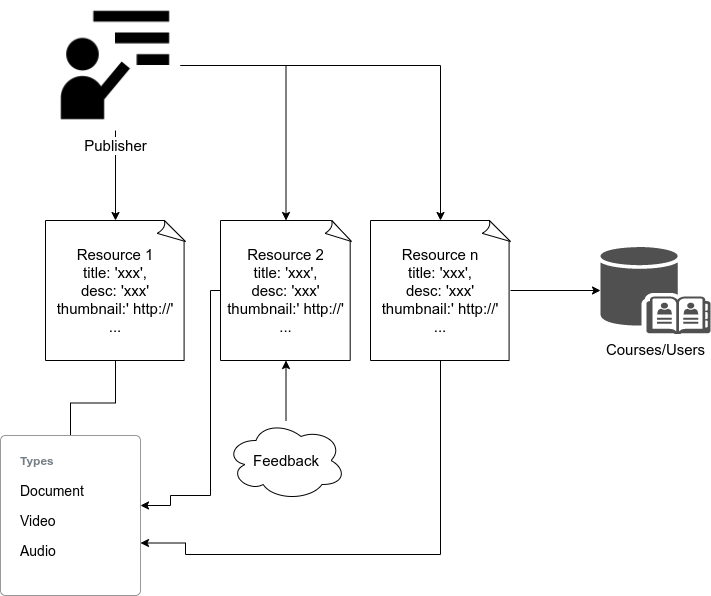 Publisher
Resource 1
title: 'xxx',
desc: 'xxx'
thumbnail:' http://'
...
Resource 2
title: 'xxx',
desc: 'xxx'
thumbnail:' http://'
...
Resource n
title: 'xxx',
desc: 'xxx'
thumbnail:' http://'
...
Courses/Users
Feedback
Types
Document
Video
Audio